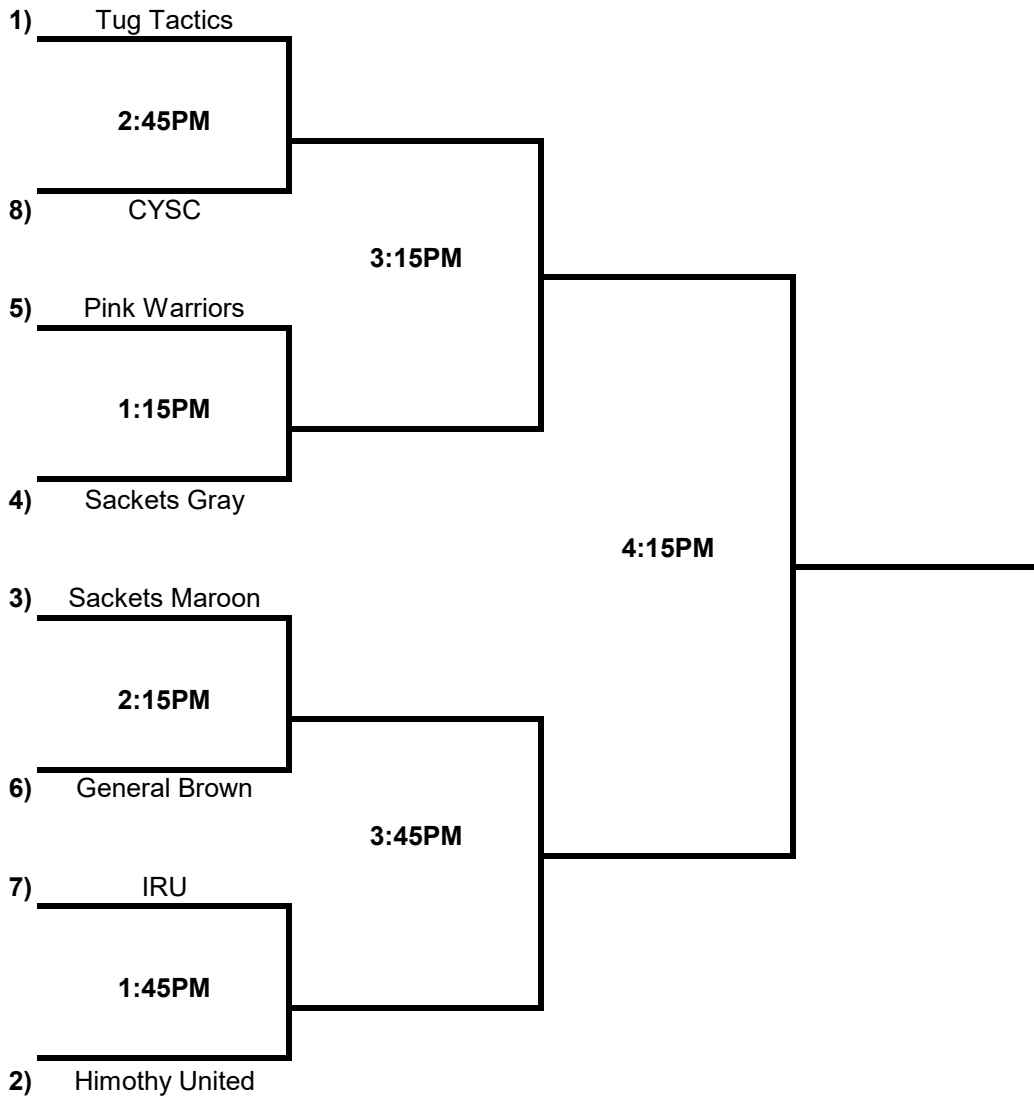 1) Tug Tactics
2:45PM
8) CYSC
3:15PM
5) Pink Warriors
1:15PM
4) Sackets Gray
4:15PM
3) Sackets Maroon
2:15PM
6) General Brown
3:45PM
7) IRU
1:45PM
2) Himothy United